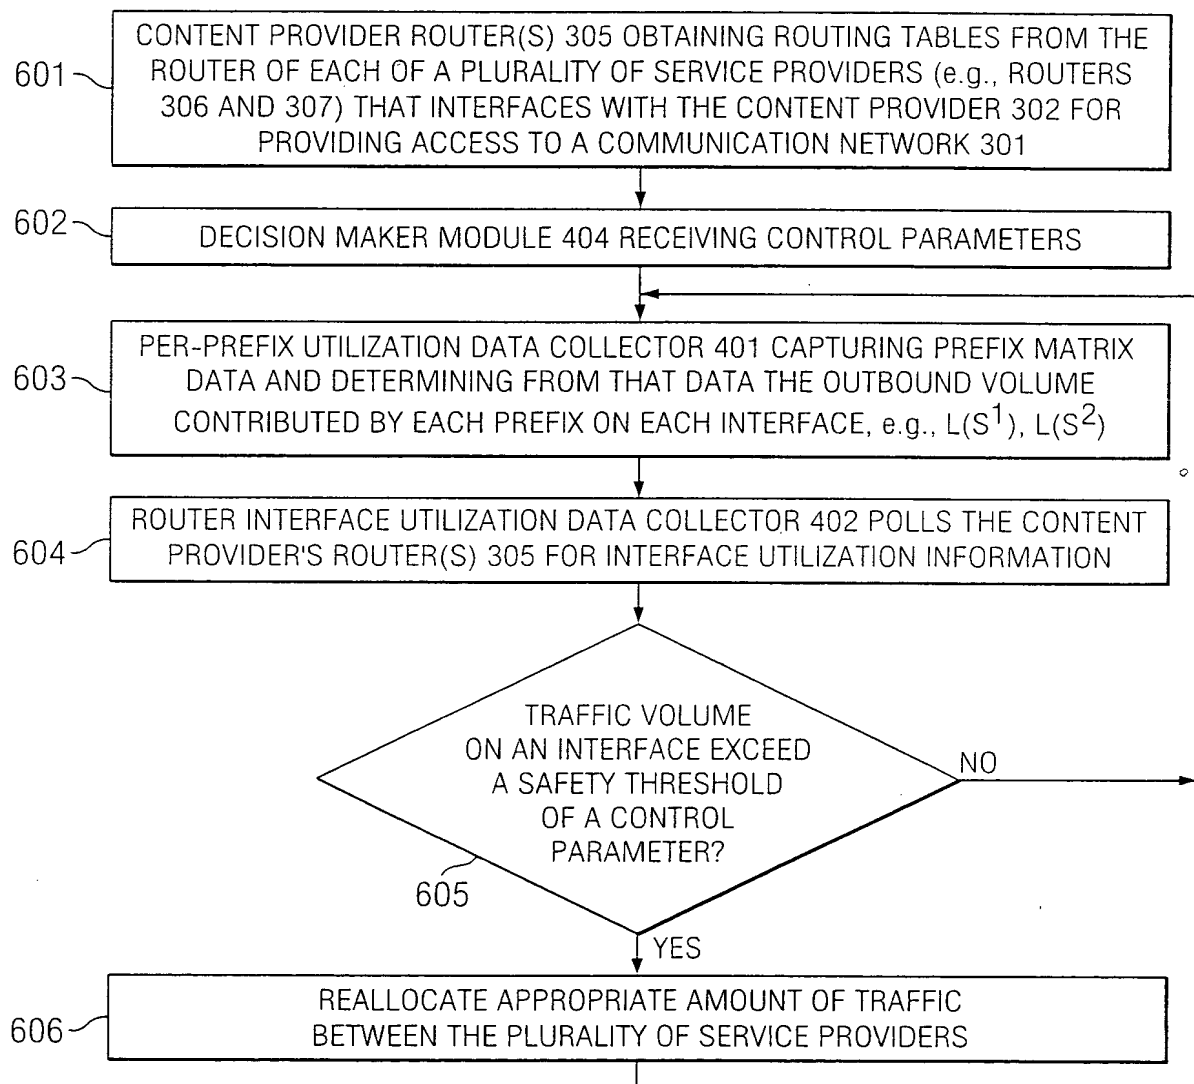 601
CONTENT PROVIDER ROUTER(S) 305 OBTAINING ROUTING TABLES FROM THE
ROUTER OF EACH OF A PLURALITY OF SERVICE PROVIDERS (e.g., ROUTERS
306 AND 307) THAT INTERFACES WITH THE CONTENT PROVIDER 302 FOR
PROVIDING ACCESS TO A COMMUNICATION NETWORK 301
602
DECISION MAKER MODULE 404 RECEIVING CONTROL PARAMETERS
603
PER-PREFIX UTILIZATION DATA COLLECTOR 401 CAPTURING PREFIX MATRIX
DATA AND DETERMINING FROM THAT DATA THE OUTBOUND VOLUME
CONTRIBUTED BY EACH PREFIX ON EACH INTERFACE, e.g., L(S¹), L(S²)
604
ROUTER INTERFACE UTILIZATION DATA COLLECTOR 402 POLLS THE CONTENT
PROVIDER'S ROUTER(S) 305 FOR INTERFACE UTILIZATION INFORMATION
TRAFFIC VOLUME
ON AN INTERFACE EXCEED
A SAFETY THRESHOLD
OF A CONTROL
PARAMETER?
NO
605
YES
606
REALLOCATE APPROPRIATE AMOUNT OF TRAFFIC
BETWEEN THE PLURALITY OF SERVICE PROVIDERS